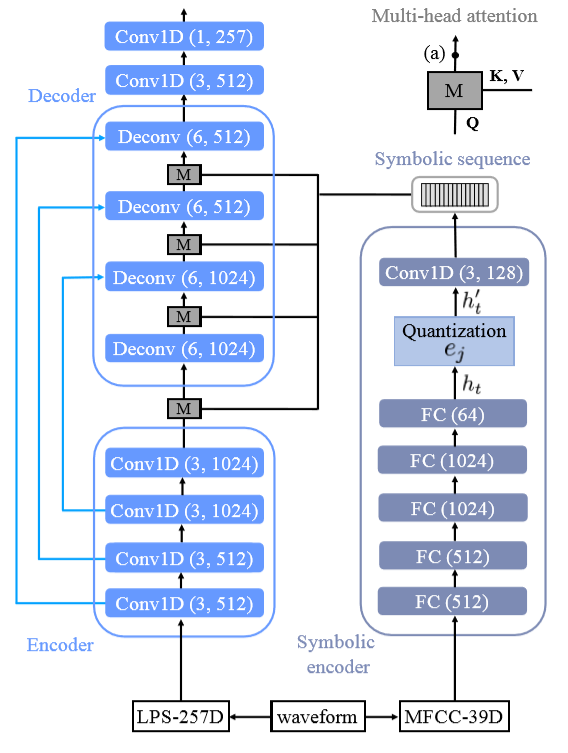 Multi-head attention
(a)
M
K, V
Q
Conv1D (1, 257)
Conv1D (3, 512)
Decoder
Deconv (6, 512)
M
Deconv (6, 512)
M
Deconv (6, 1024)
M
Deconv (6, 1024)
M
Conv1D (3, 1024)
Conv1D (3, 1024)
Conv1D (3, 512)
Conv1D (3, 512)
Encoder
LPS-257D
waveform
MFCC-39D
Symbolic sequence
Conv1D (3, 128)
h′t
Quantization
ej
ht
FC (64)
FC (1024)
FC (1024)
FC (512)
FC (512)
Symbolic
encoder